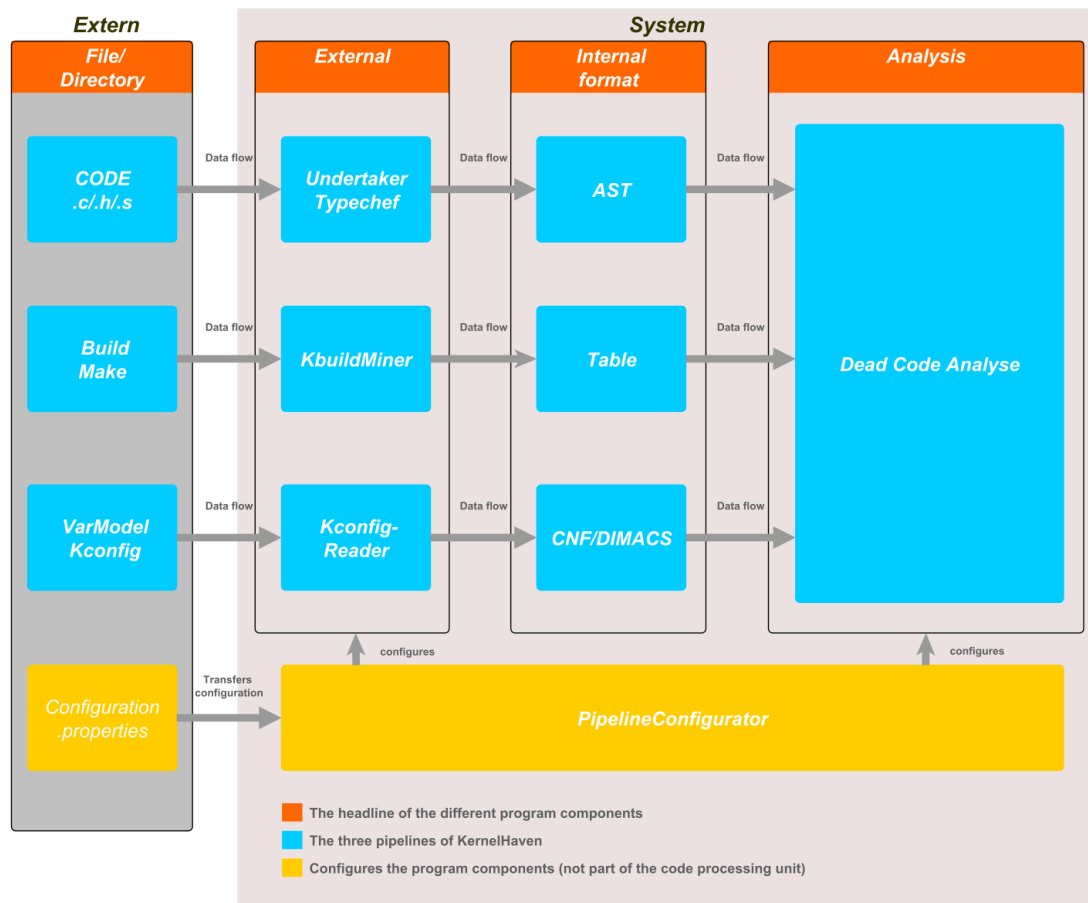 Extern
System
File/
Directory
External
Internal
format
Analysis
CODE
.c/.h/.s
Data flow
Undertaker
Typechef
Data flow
AST
Data flow
Build
Make
Data flow
KbuildMiner
Data flow
Table
Data flow
Dead Code Analyse
VarModel
Kconfig
Data flow
Kconfig-
Reader
Data flow
CNF/DIMACS
Data flow
configures
configures
Configuration
.properties
Transfers
configuration
PipelineConfigurator
The headline of the different program components
The three pipelines of KernelHaven
Configures the program components (not part of the code processing unit)